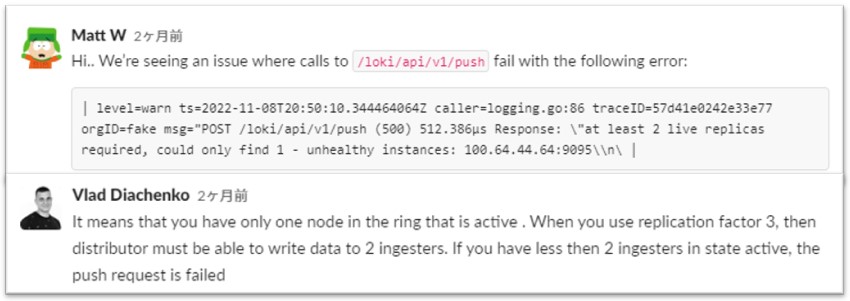 Matt W 2ヶ月前
Hi.. We're seeing an issue where calls to /loki/api/v1/push fail with the following error:
| level=warn ts=2022-11-08T20:50:10.344464064Z caller=logging.go:86 traceID=57d41e0242e33e77
orgID=fake msg="POST /loki/api/v1/push (500) 512.386µs Response: \"at least 2 live replicas
required, could only find 1 - unhealthy instances: 100.64.44.64:9095\\n\ |
Vlad Diachenko 2ヶ月前
It means that you have only one node in the ring that is active . When you use replication factor 3, then
distributor must be able to write data to 2 ingesters. If you have less then 2 ingesters in state active, the
push request is failed